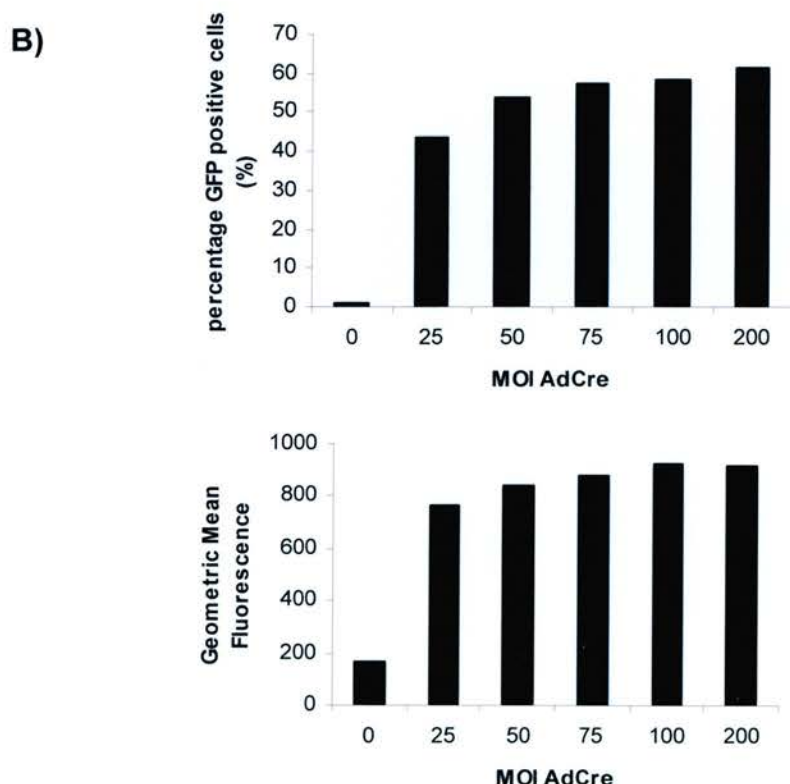 B)
percentage GFP positive cells
(%)
70
60
50
40
30
20
10
0
0 25 50 75 100 200
MOI AdCre
Geometric Mean
Fluorescence
1000
800
600
400
200
0
0 25 50 75 100 200
MOI AdCre